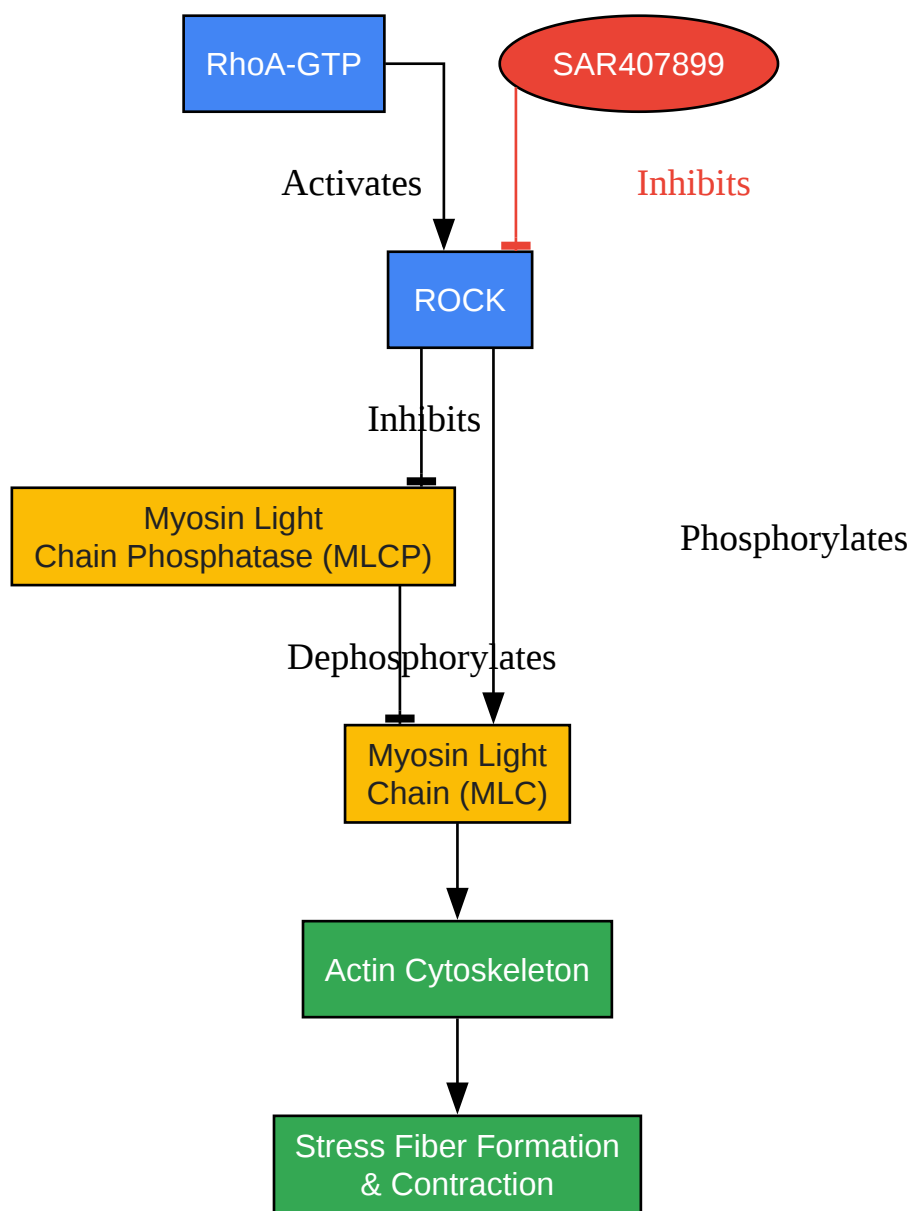 RhoA-GTP
SAR407899
Activates
Inhibits
ROCK
Inhibits
Myosin Light
Chain Phosphatase (MLCP)
Phosphorylates
Dephosphorylates
Myosin Light
Chain (MLC)
Actin Cytoskeleton
Stress Fiber Formation
& Contraction